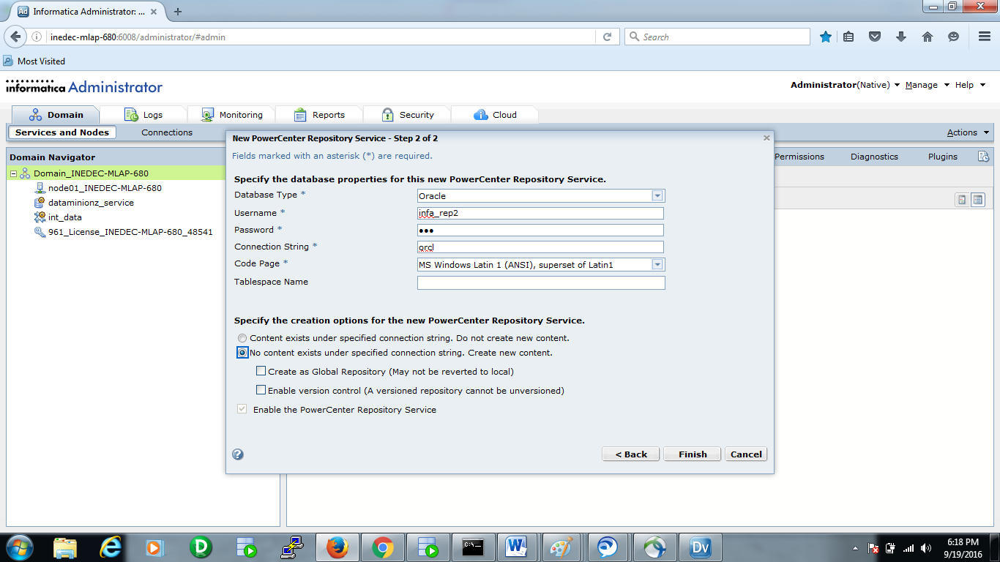 Informatica Administrator: ...
inedec-mlap-680:6008/administrator/#admin
Search
Most Visited
informatica Administrator
Administrator(Native) Manage Help
Domain Logs Monitoring Reports Security Cloud
Services and Nodes Connections Actions
New PowerCenter Repository Service - Step 2 of 2
Fields marked with an asterisk (*) are required.
Domain Navigator
Permissions Diagnostics Plugins
Domain_INEDEC-MLAP-680
node01_INEDEC-MLAP-680
dataminionz_service
int_data
961_License_INEDEC-MLAP-680_48541
Specify the database properties for this new PowerCenter Repository Service.
Database Type * Oracle
Username * infa_rep2
Password * ●●●
Connection String * orcl
Code Page * MS Windows Latin 1 (ANSI), superset of Latin1
Tablespace Name
Specify the creation options for the new PowerCenter Repository Service.
Content exists under specified connection string. Do not create new content.
No content exists under specified connection string. Create new content.
Create as Global Repository (May not be reverted to local)
Enable version control (A versioned repository cannot be unversioned)
Enable the PowerCenter Repository Service
< Back Finish Cancel
Dv
6:18 PM
9/19/2016